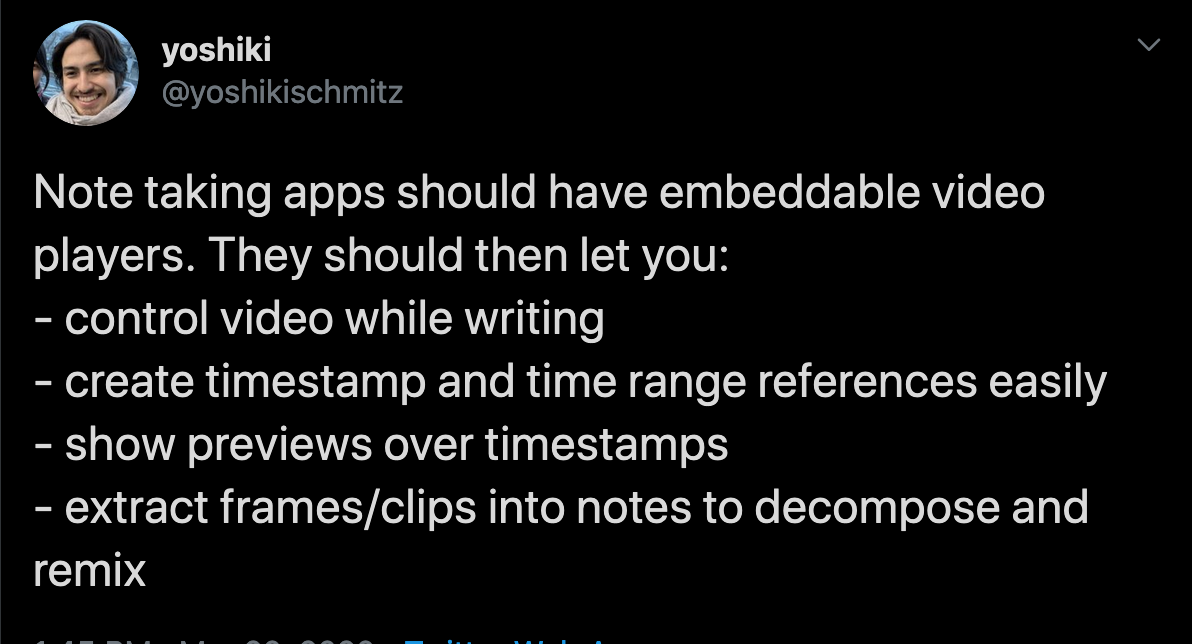 yoshiki
@yoshikischmitz
Note taking apps should have embeddable video
players. They should then let you:
- control video while writing
- create timestamp and time range references easily
- show previews over timestamps
- extract frames/clips into notes to decompose and
remix